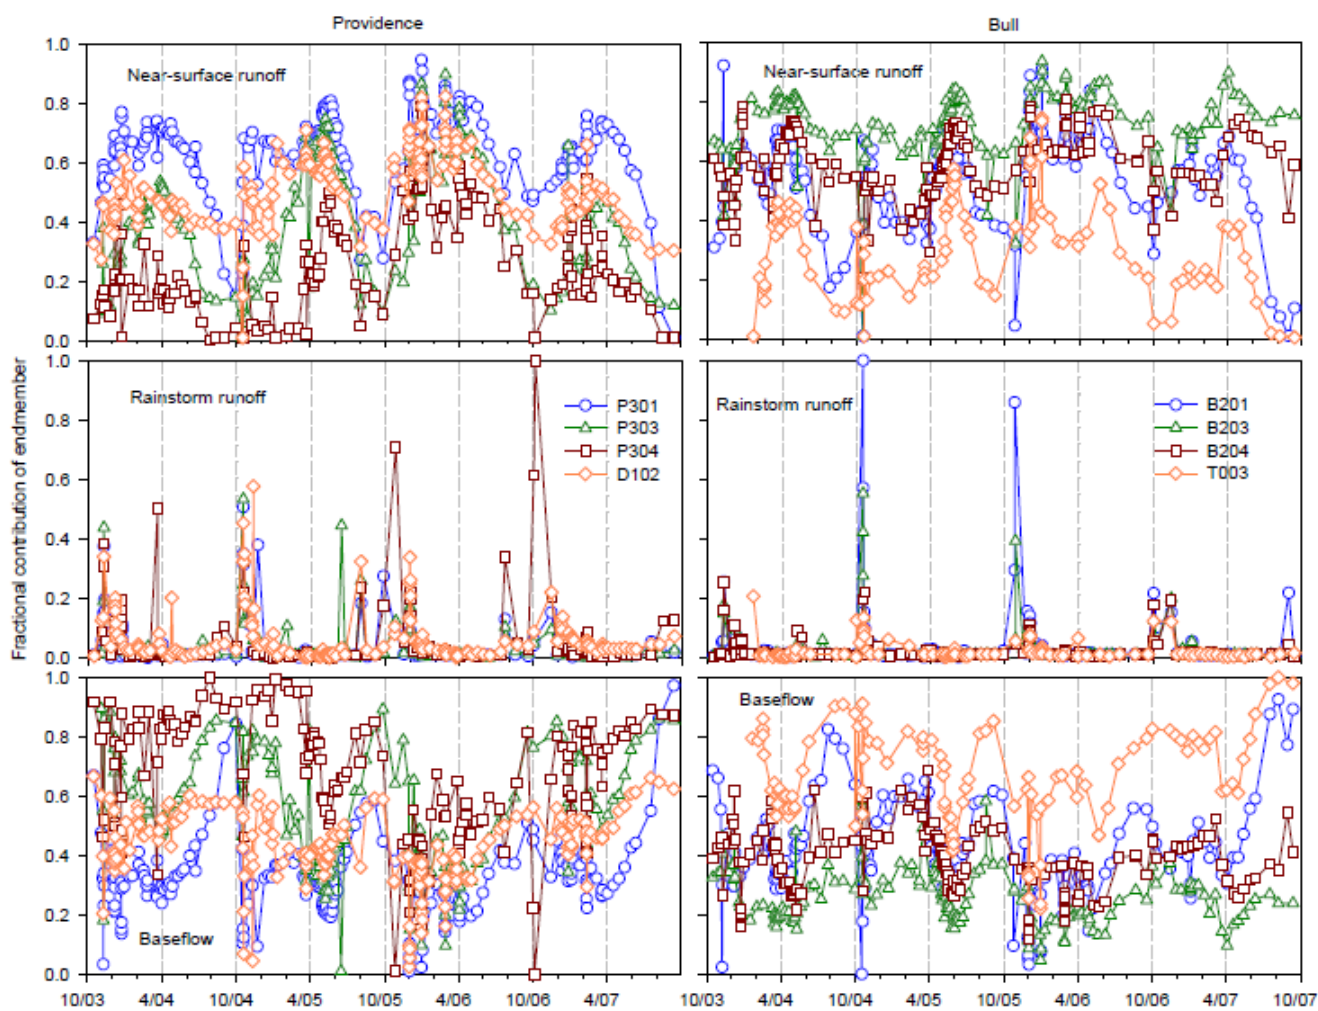 Providence
Bull
1.0
0.8
0.6
0.4
0.2
0.0
Near-surface runoff
Near-surface runoff
Fractional contribution of endmember
1.0
0.8
0.6
0.4
0.2
0.0
Rainstorm runoff
P301
P303
P304
D102
Rainstorm runoff
B201
B203
B204
T003
1.0
0.8
0.6
0.4
0.2
0.0
Baseflow
Baseflow
10/03 4/04 10/04 4/05 10/05 4/06 10/06 4/07
10/03 4/04 10/04 4/05 10/05 4/06 10/06 4/07 10/07